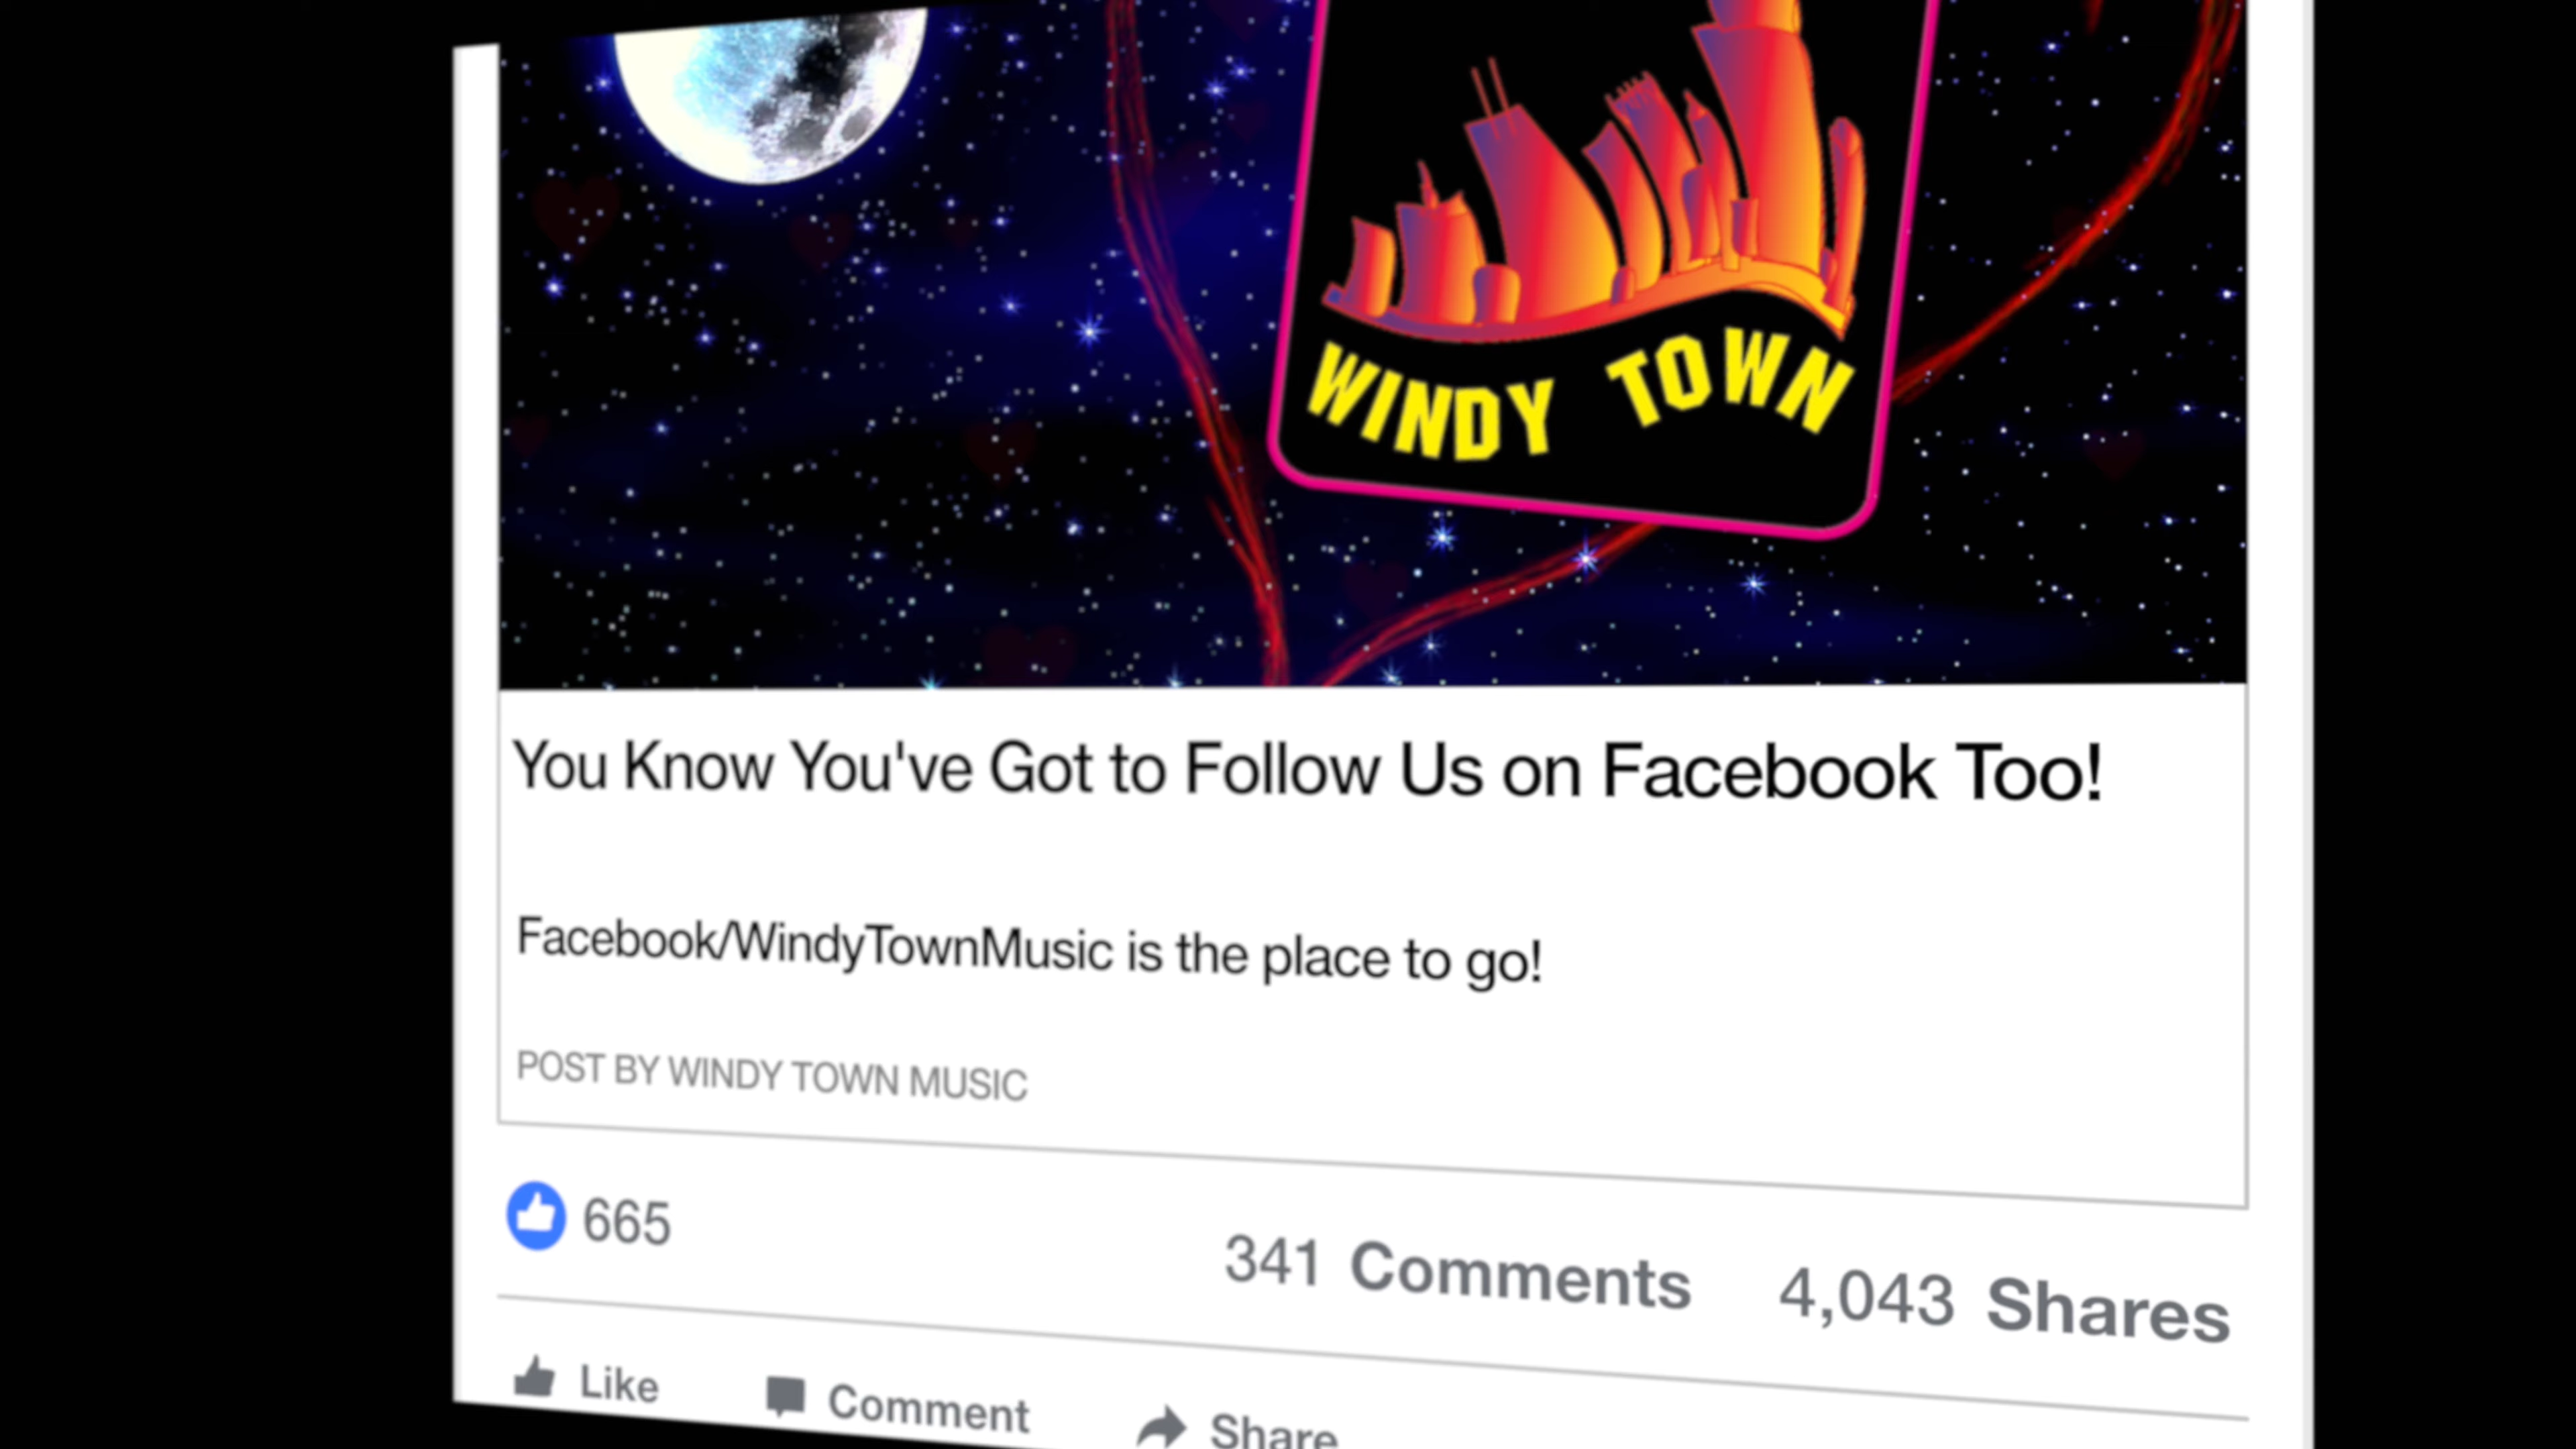 WINDY TOWN
You Know You've Got to Follow Us on Facebook Too!
Facebook/WindyTownMusic is the place to go!
POST BY WINDY TOWN MUSIC
665
341 Comments 4,043 Shares
Like Comment Share